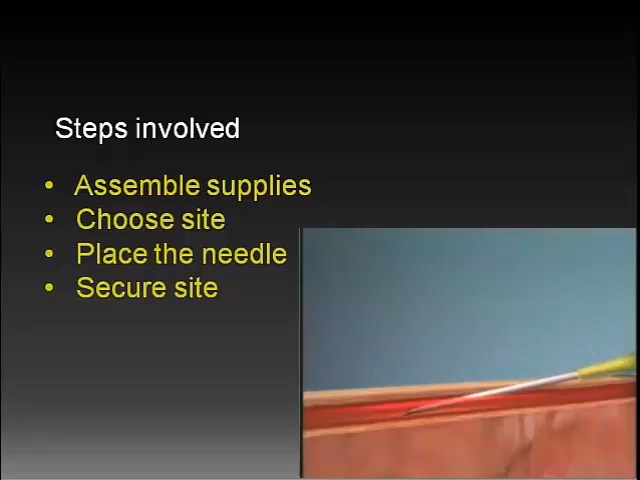 Steps involved
• Assemble supplies
• Choose site
• Place the needle
• Secure site